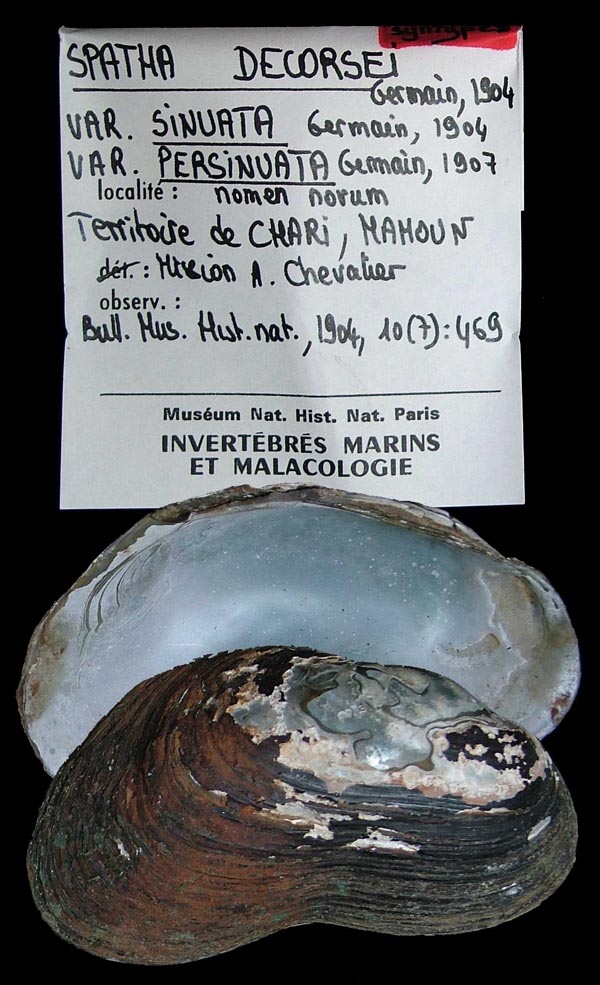 syntypes
SPATHA DECORSEI
Germain, 1904
VAR. SINUATA Germain, 1904
VAR. PERSINUATA Germain, 1907
localité : nomen novum
Territoire de CHARI, MAMOUN
dét. : Mission A. Chevalier
observ. :
Bull. Mus. Hist. nat., 1904, 10(7): 469
Muséum Nat. Hist. Nat. Paris
INVERTÉBRÉS MARINS
ET MALACOLOGIE